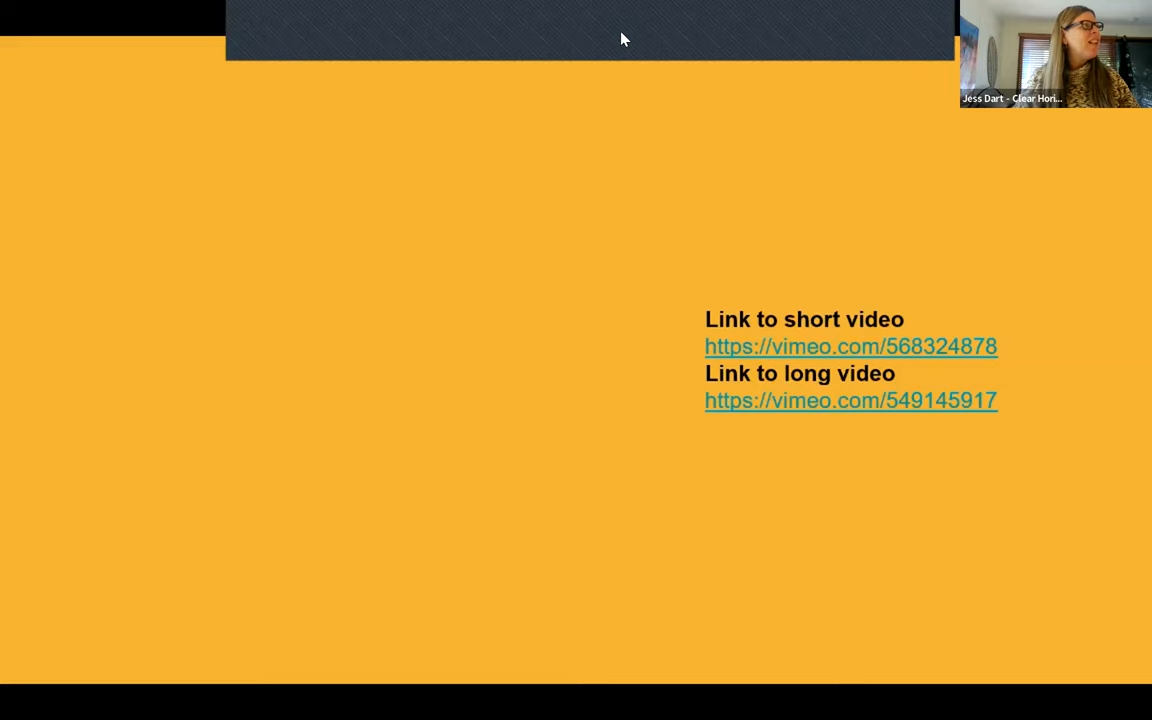 Jess Dart - Clear Hori...
Link to short video
https://vimeo.com/568324878
Link to long video
https://vimeo.com/549145917